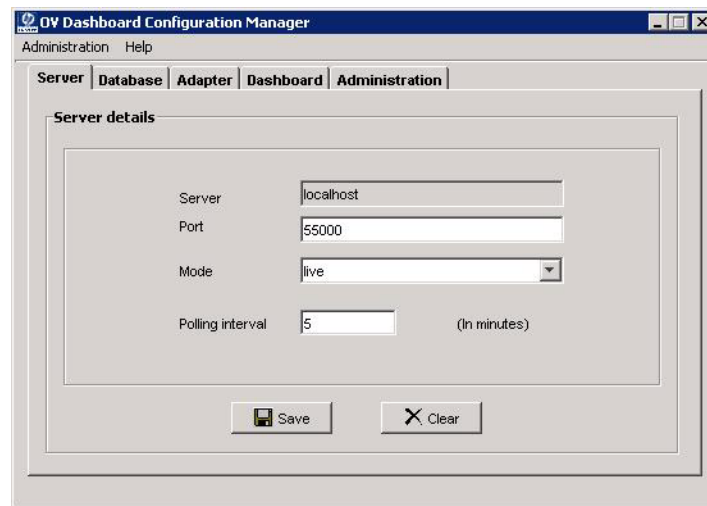 OV Dashboard Configuration Manager
Administration Help
Server Database Adapter Dashboard Administration
Server details
Server localhost
Port 55000
Mode live
Polling interval 5 (In minutes)
Save Clear